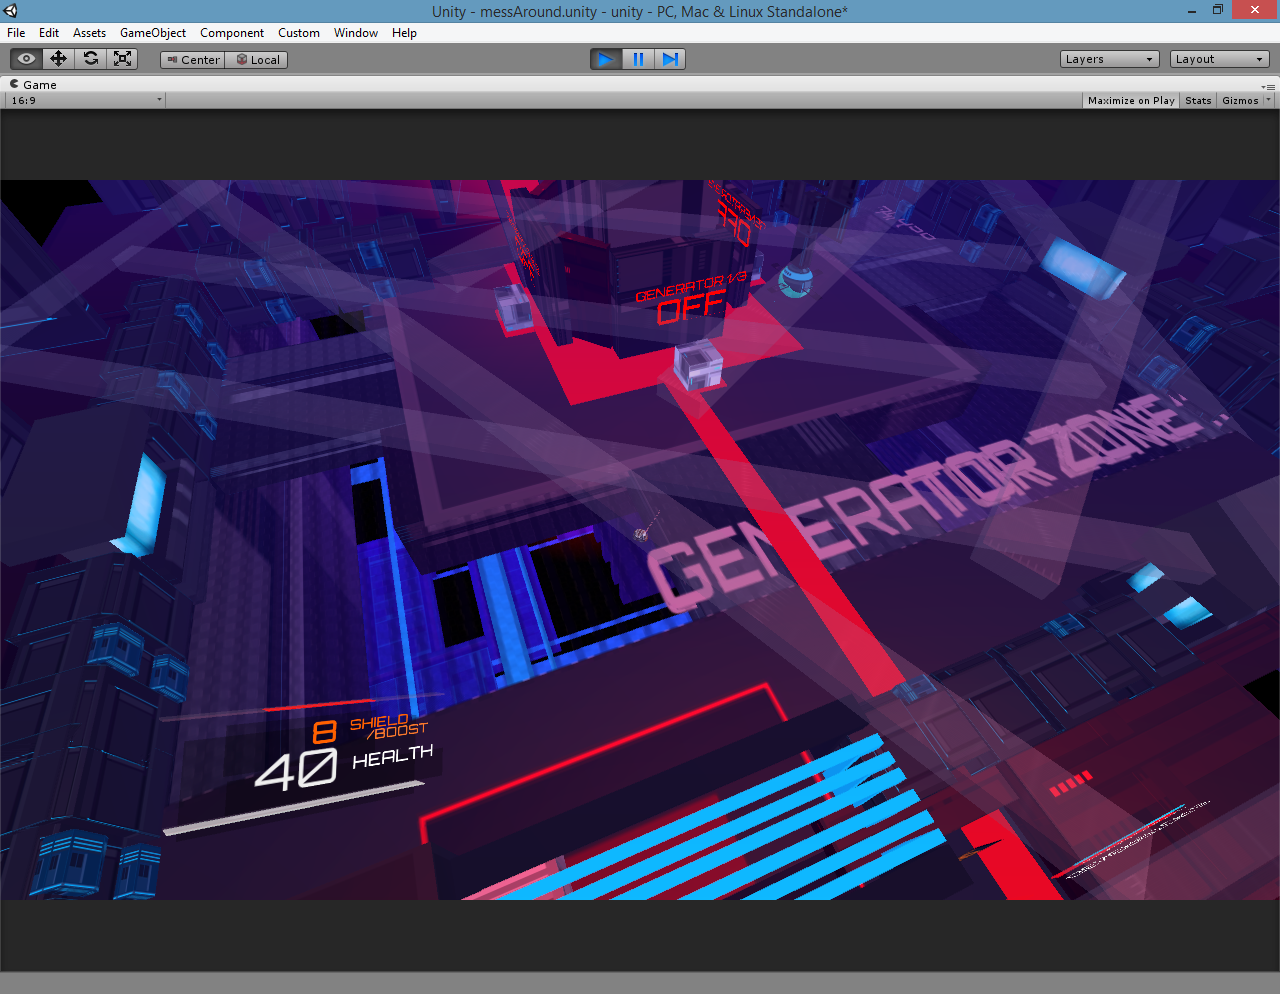 Unity - messAround.unity - unity - PC, Mac & Linux Standalone*
File Edit Assets GameObject Component Custom Window Help
Center Local Layers Layout
Game
16:9 Maximize on Play Stats Gizmos
GENERATOR 1/3
OFF
GENERATOR ZONE
8 SHIELD
/BOOST
40 HEALTH